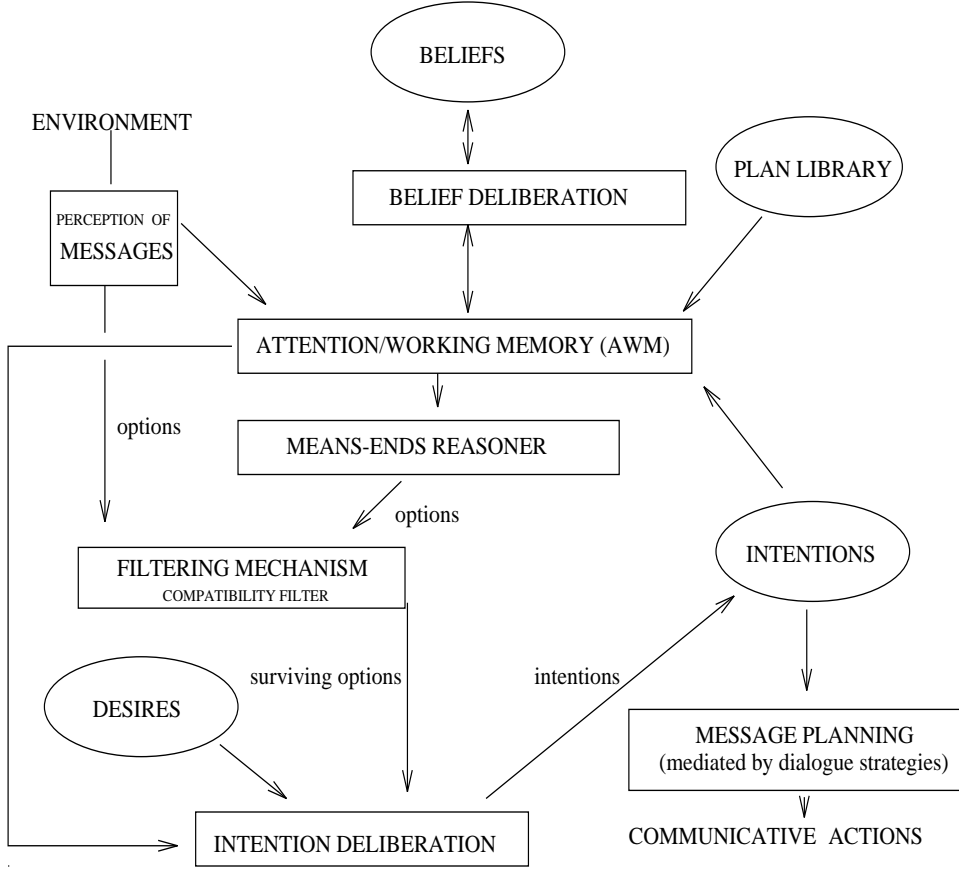 BELIEFS
ENVIRONMENT
PLAN LIBRARY
BELIEF DELIBERATION
PERCEPTION OF
MESSAGES
ATTENTION/WORKING MEMORY (AWM)
options
MEANS-ENDS REASONER
options
FILTERING MECHANISM
COMPATIBILITY FILTER
INTENTIONS
surviving options
intentions
DESIRES
MESSAGE PLANNING
(mediated by dialogue strategies)
INTENTION DELIBERATION
COMMUNICATIVE ACTIONS